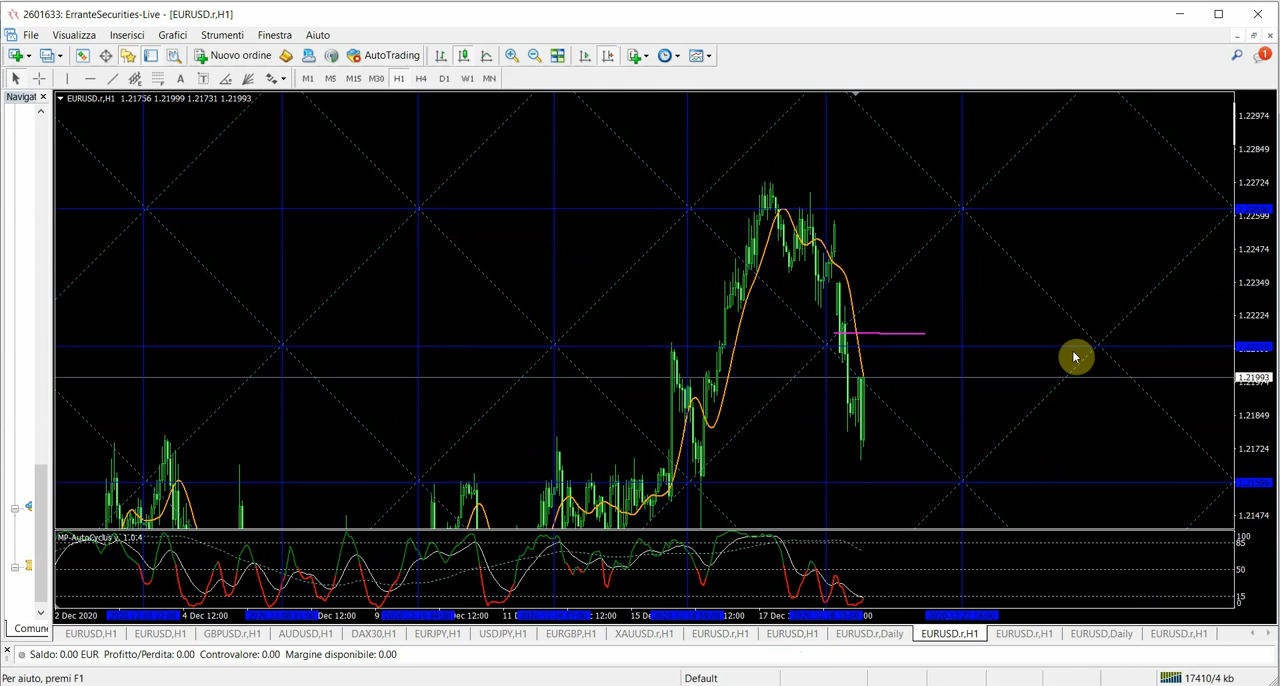 2601633: ErranteSecurities-Live - [EURUSD.r,H1]
File Visualizza Inserisci Grafici Strumenti Finestra Aiuto
Nuovo ordine AutoTrading 1
A T M1 M5 M15 M30 H1 H4 D1 W1 MN
Navigat
EURUSD.r,H1 1.21756 1.21999 1.21731 1.21993
1.22974
1.22849
1.22724
1.22599
1.22474
1.22349
1.22224
1.21993
1.21849
1.21724
1.21474
MP-AutoCyclus v. 1.0.4
100
85
50
15
0
2 Dec 2020 4 Dec 12:00 Dec 12:00 9 12:00 11 12:00 15 12:00 17 Dec :00
Comune
EURUSD,H1 EURUSD,H1 GBPUSD.r,H1 AUDUSD,H1 DAX30,H1 EURJPY,H1 USDJPY,H1 EURGBP,H1 XAUUSD.r,H1 EURUSD.r,H1 EURUSD,H1 EURUSD.r,Daily EURUSD.r,H1 EURUSD.r,H1 EURUSD,Daily EURUSD.r,H1
Saldo: 0.00 EUR Profitto/Perdita: 0.00 Controvalore: 0.00 Margine disponibile: 0.00
Per aiuto, premi F1 Default 17410/4 kb